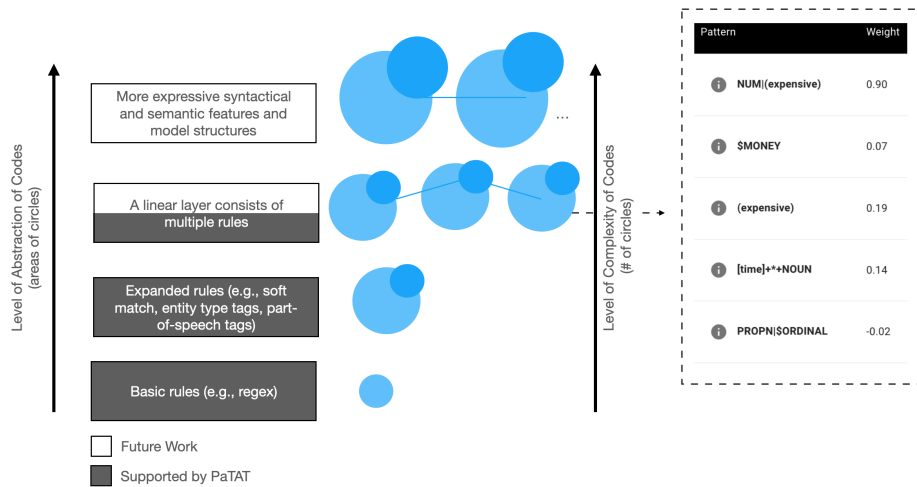 Level of Abstraction of Codes
(areas of circles)
More expressive syntactical
and semantic features and
model structures
...
A linear layer consists of
multiple rules
Expanded rules (e.g., soft
match, entity type tags, part-
of-speech tags)
Basic rules (e.g., regex)
Future Work
Supported by PaTAT
Level of Complexity of Codes
(# of circles)
Pattern Weight
NUM|(expensive) 0.90
$MONEY 0.07
(expensive) 0.19
[time]+*+NOUN 0.14
PROPN|$ORDINAL -0.02